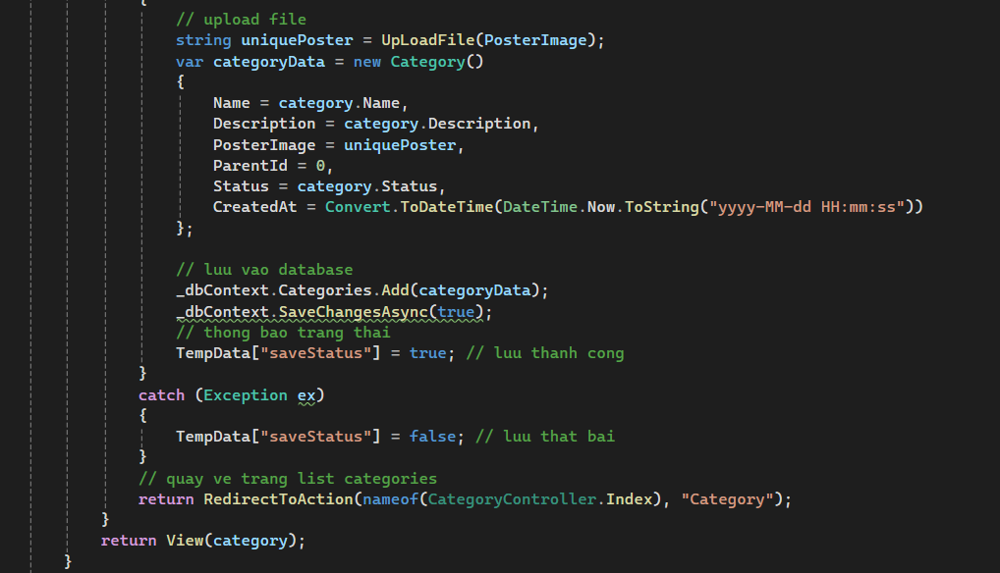 {
// upload file
string uniquePoster = UpLoadFile(PosterImage);
var categoryData = new Category()
{
Name = category.Name,
Description = category.Description,
PosterImage = uniquePoster,
ParentId = 0,
Status = category.Status,
CreatedAt = Convert.ToDateTime(DateTime.Now.ToString("yyyy-MM-dd HH:mm:ss"))
};
// luu vao database
_dbContext.Categories.Add(categoryData);
_dbContext.SaveChangesAsync(true);
// thong bao trang thai
TempData["saveStatus"] = true; // luu thanh cong
}
catch (Exception ex)
{
TempData["saveStatus"] = false; // luu that bai
}
// quay ve trang list categories
return RedirectToAction(nameof(CategoryController.Index), "Category");
}
return View(category);
}